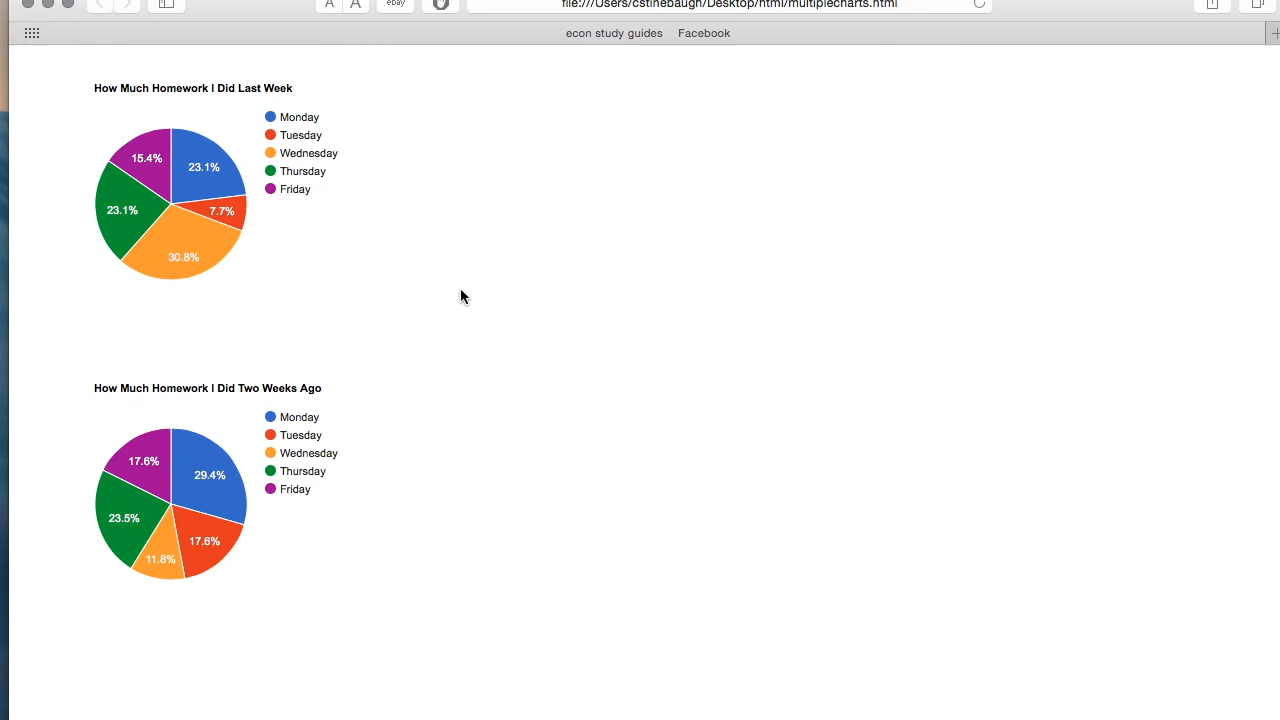 A A ebay file:///Users/cstinebaugh/Desktop/html/multiplecharts.html
econ study guides Facebook
How Much Homework I Did Last Week
Monday
Tuesday
Wednesday
Thursday
Friday
15.4%
23.1%
23.1%
7.7%
30.8%
How Much Homework I Did Two Weeks Ago
Monday
Tuesday
Wednesday
Thursday
Friday
17.6%
29.4%
23.5%
17.6%
11.8%